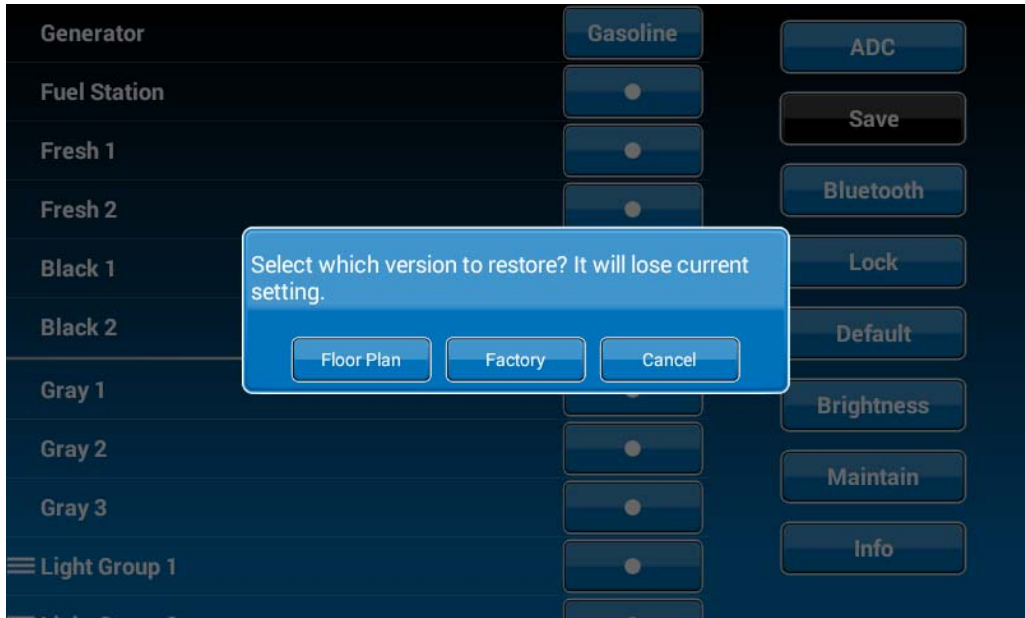 Generator
Gasoline
ADC
Fuel Station
Save
Fresh 1
Bluetooth
Fresh 2
Select which version to restore? It will lose current
setting.
Black 1
Lock
Black 2
Floor Plan
Factory
Cancel
Default
Gray 1
Brightness
Gray 2
Maintain
Gray 3
Info
Light Group 1